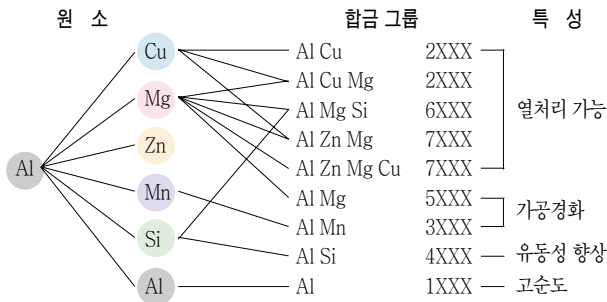 원 소 합금 그룹 특 성
Cu Al Cu 2XXX
Al Cu Mg 2XXX
Mg Al Mg Si 6XXX 열처리 가능
Zn Al Zn Mg 7XXX
Al Al Zn Mg Cu 7XXX
Mn Al Mg 5XXX 가공경화
Al Mn 3XXX
Si Al Si 4XXX 유동성 향상
Al Al 1XXX 고순도